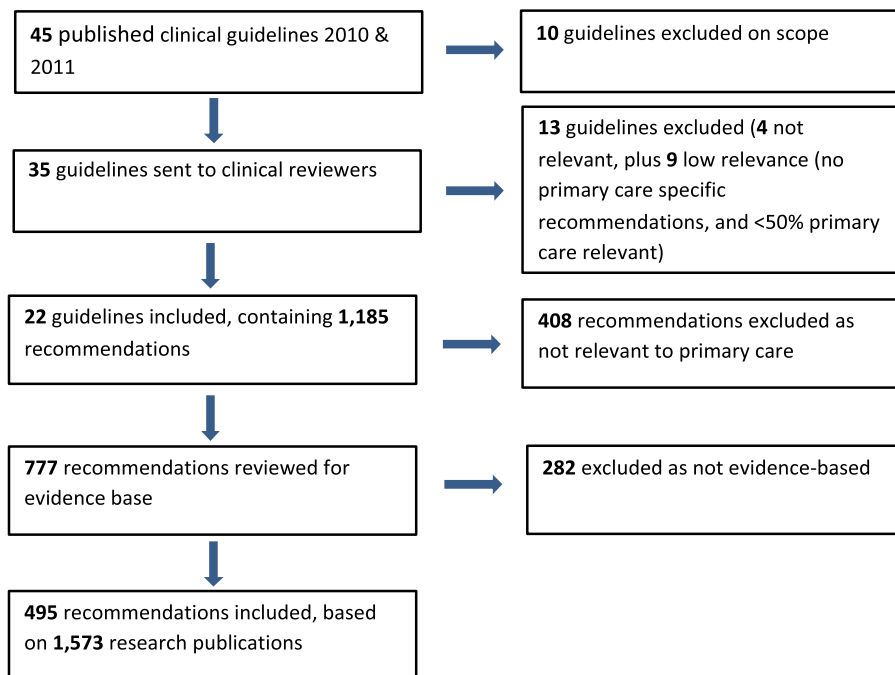 45 published clinical guidelines 2010 &
2011
10 guidelines excluded on scope
35 guidelines sent to clinical reviewers
13 guidelines excluded (4 not
relevant, plus 9 low relevance (no
primary care specific
recommendations, and <50% primary
care relevant)
22 guidelines included, containing 1,185
recommendations
408 recommendations excluded as
not relevant to primary care
777 recommendations reviewed for
evidence base
282 excluded as not evidence-based
495 recommendations included, based
on 1,573 research publications